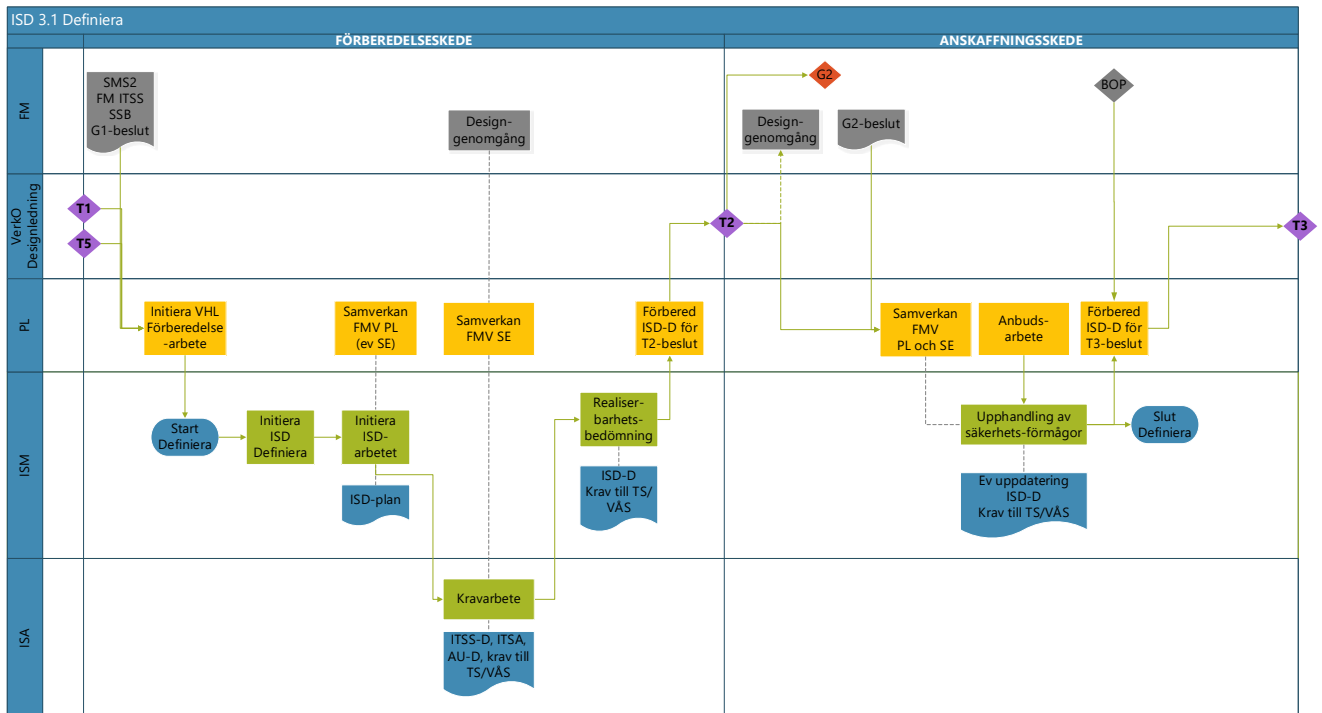 ISD 3.1 Definiera
FÖRBEREDELSESKEDE
ANSKAFFNINGSSKEDE
FM
SMS2
FM ITSS
SSB
G1-beslut
Design-
genomgång
G2
Design-
genomgång
G2-beslut
BOP
VerkO
Designledning
T1
T5
T2
T3
PL
Initiera VHL
Förberedelse
-arbete
Samverkan
FMV PL
(ev SE)
Samverkan
FMV SE
Förbered
ISD-D för
T2-beslut
Samverkan
FMV
PL och SE
Anbuds-
arbete
Förbered
ISD-D för
T3-beslut
ISM
Start
Definiera
Initiera
ISD
Definiera
Initiera
ISD-
arbetet
ISD-plan
Realiser-
barhets-
bedömning
ISD-D
Krav till TS/
VÅS
Upphandling av
säkerhets-förmågor
Ev uppdatering
ISD-D
Krav till TS/VÅS
Slut
Definiera
ISA
Kravarbete
ITSS-D, ITSA,
AU-D, krav till
TS/VÅS